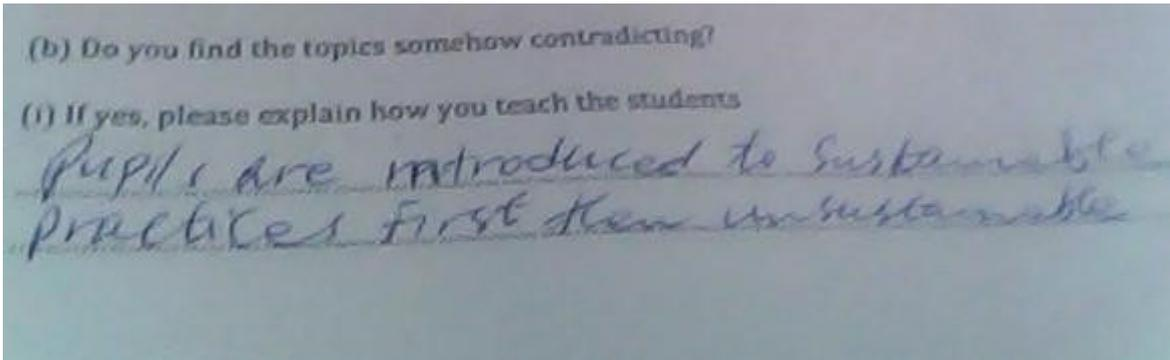 (b) Do you find the topics somehow contradicting?
(i) If yes, please explain how you teach the students
Pupils are introduced to Sustainable
practices first then unsustainable